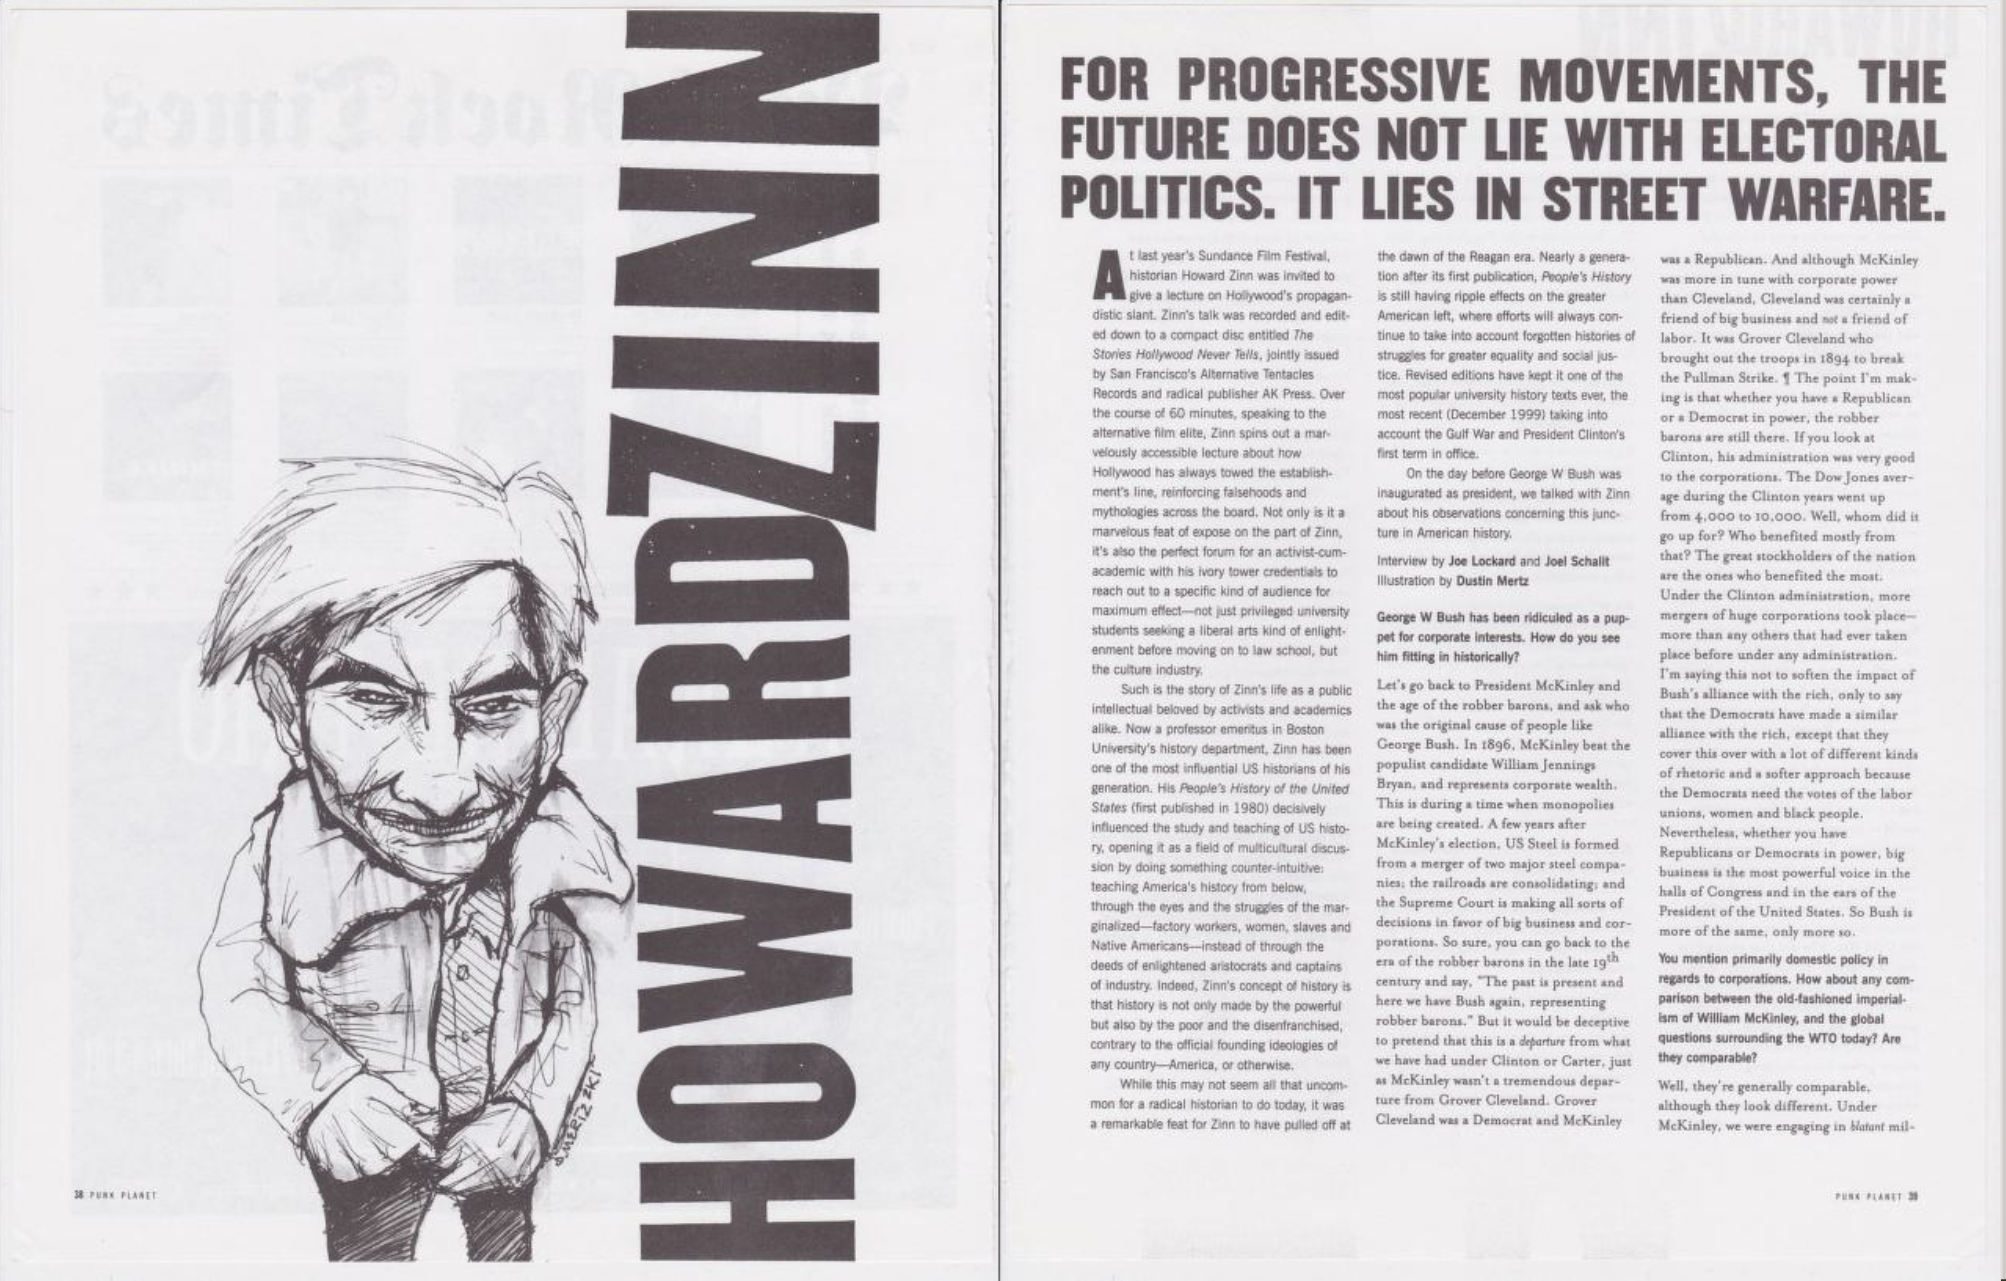 HOWARD ZINN
D. MERTZ 2K1
38 PUNK PLANET
FOR PROGRESSIVE MOVEMENTS, THE
FUTURE DOES NOT LIE WITH ELECTORAL
POLITICS. IT LIES IN STREET WARFARE.
At last year's Sundance Film Festival,
historian Howard Zinn was invited to
give a lecture on Hollywood's propagan-
distic slant. Zinn's talk was recorded and edit-
ed down to a compact disc entitled The
Stories Hollywood Never Tells, jointly issued
by San Francisco's Alternative Tentacles
Records and radical publisher AK Press. Over
the course of 60 minutes, speaking to the
alternative film elite, Zinn spins out a mar-
velously accessible lecture about how
Hollywood has always towed the establish-
ment's line, reinforcing falsehoods and
mythologies across the board. Not only is it a
marvelous feat of expose on the part of Zinn,
it's also the perfect forum for an activist-cum-
academic with his ivory tower credentials to
reach out to a specific kind of audience for
maximum effect—not just privileged university
students seeking a liberal arts kind of enlight-
enment before moving on to law school, but
the culture industry.
Such is the story of Zinn's life as a public
intellectual beloved by activists and academics
alike. Now a professor emeritus in Boston
University's history department, Zinn has been
one of the most influential US historians of his
generation. His People's History of the United
States (first published in 1980) decisively
influenced the study and teaching of US histo-
ry, opening it as a field of multicultural discus-
sion by doing something counter-intuitive:
teaching America's history from below,
through the eyes and the struggles of the mar-
ginalized—factory workers, women, slaves and
Native Americans—instead of through the
deeds of enlightened aristocrats and captains
of industry. Indeed, Zinn's concept of history is
that history is not only made by the powerful
but also by the poor and the disenfranchised,
contrary to the official founding ideologies of
any country—America, or otherwise.
While this may not seem all that uncom-
mon for a radical historian to do today, it was
a remarkable feat for Zinn to have pulled off at
the dawn of the Reagan era. Nearly a genera-
tion after its first publication, People's History
is still having ripple effects on the greater
American left, where efforts will always con-
tinue to take into account forgotten histories of
struggles for greater equality and social jus-
tice. Revised editions have kept it one of the
most popular university history texts ever, the
most recent (December 1999) taking into
account the Gulf War and President Clinton's
first term in office.
On the day before George W Bush was
inaugurated as president, we talked with Zinn
about his observations concerning this junc-
ture in American history.
Interview by Joe Lockard and Joel Schalit
Illustration by Dustin Mertz
George W Bush has been ridiculed as a pup-
pet for corporate interests. How do you see
him fitting in historically?
Let's go back to President McKinley and
the age of the robber barons, and ask who
was the original cause of people like
George Bush. In 1896, McKinley beat the
populist candidate William Jennings
Bryan, and represents corporate wealth.
This is during a time when monopolies
are being created. A few years after
McKinley's election, US Steel is formed
from a merger of two major steel compa-
nies; the railroads are consolidating; and
the Supreme Court is making all sorts of
decisions in favor of big business and cor-
porations. So sure, you can go back to the
era of the robber barons in the late 19th
century and say, "The past is present and
here we have Bush again, representing
robber barons." But it would be deceptive
to pretend that this is a departure from what
we have had under Clinton or Carter, just
as McKinley wasn't a tremendous depar-
ture from Grover Cleveland. Grover
Cleveland was a Democrat and McKinley
was a Republican. And although McKinley
was more in tune with corporate power
than Cleveland, Cleveland was certainly a
friend of big business and not a friend of
labor. It was Grover Cleveland who
brought out the troops in 1894 to break
the Pullman Strike. ¶ The point I'm mak-
ing is that whether you have a Republican
or a Democrat in power, the robber
barons are still there. If you look at
Clinton, his administration was very good
to the corporations. The Dow Jones aver-
age during the Clinton years went up
from 4,000 to 10,000. Well, whom did it
go up for? Who benefited mostly from
that? The great stockholders of the nation
are the ones who benefited the most.
Under the Clinton administration, more
mergers of huge corporations took place—
more than any others that had ever taken
place before under any administration.
I'm saying this not to soften the impact of
Bush's alliance with the rich, only to say
that the Democrats have made a similar
alliance with the rich, except that they
cover this over with a lot of different kinds
of rhetoric and a softer approach because
the Democrats need the votes of the labor
unions, women and black people.
Nevertheless, whether you have
Republicans or Democrats in power, big
business is the most powerful voice in the
halls of Congress and in the ears of the
President of the United States. So Bush is
more of the same, only more so.
You mention primarily domestic policy in
regards to corporations. How about any com-
parison between the old-fashioned imperial-
ism of William McKinley, and the global
questions surrounding the WTO today? Are
they comparable?
Well, they're generally comparable,
although they look different. Under
McKinley, we were engaging in blatant mil-
PUNK PLANET 39